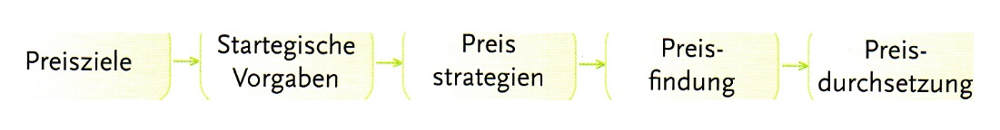 Preisziele
Startegische
Vorgaben
Preis
strategien
Preis-
findung
Preis-
durchsetzung